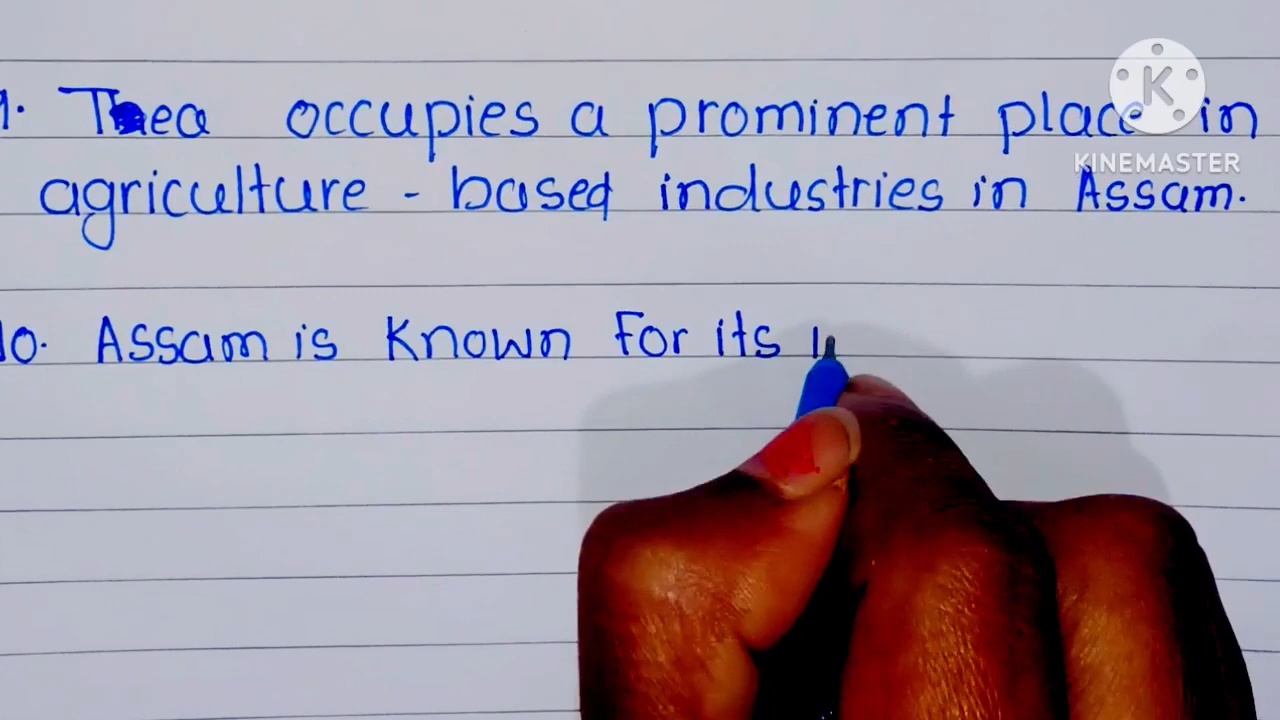 9. Tea occupies a prominent place in
agriculture - based industries in Assam.
10. Assam is known for its
KINEMASTER